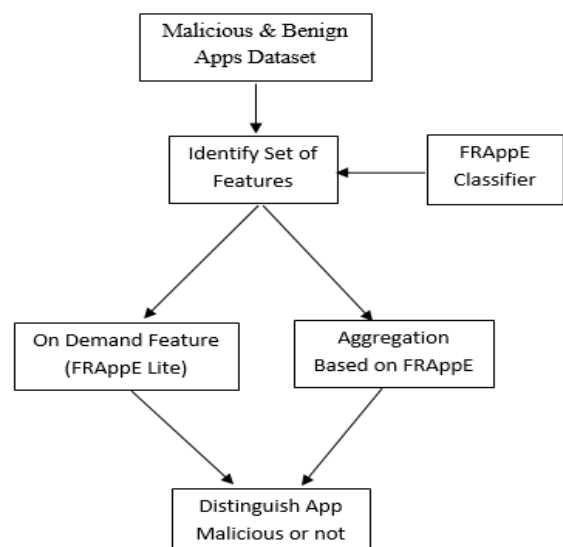 Malicious & Benign
Apps Dataset
Identify Set of
Features
FRAppE
Classifier
On Demand Feature
(FRAppE Lite)
Aggregation
Based on FRAppE
Distinguish App
Malicious or not